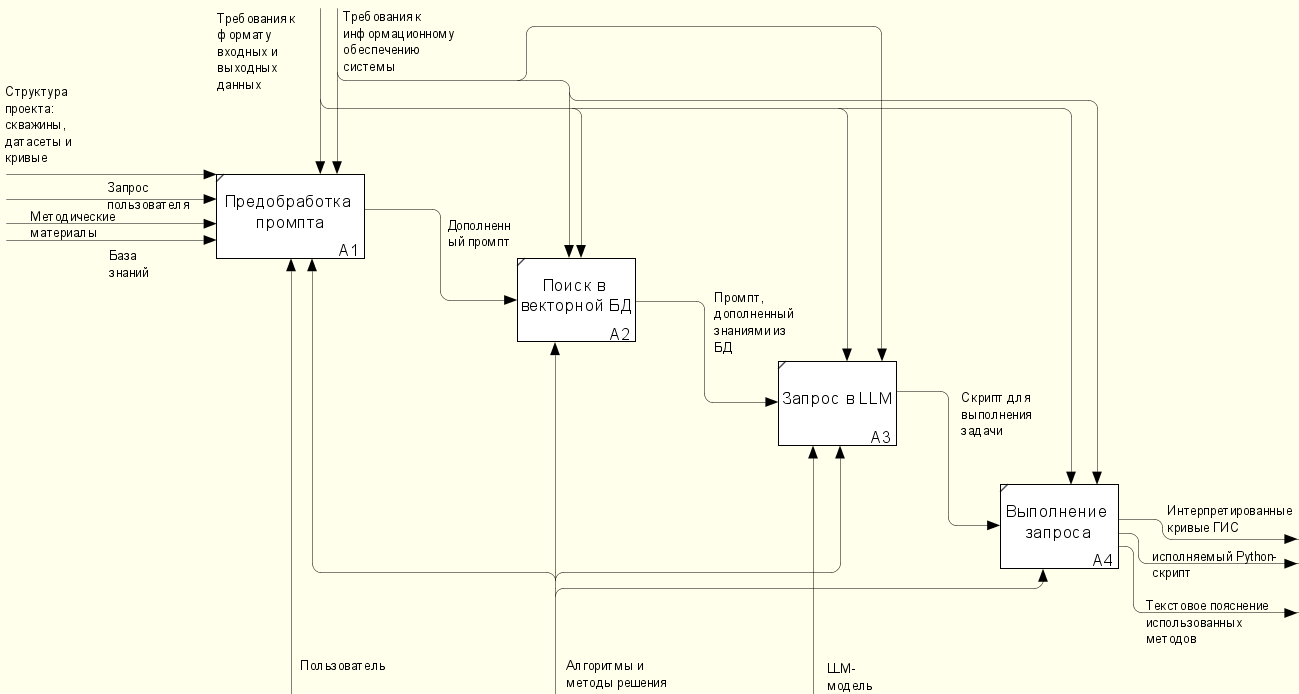 Требования к
формату
входных и
выходных
данных
Требования к
информационному
обеспечению
системы
Структура
проекта:
скважины,
датасеты и
кривые
Запрос
пользователя
Методические
материалы
База
знаний
Предобработка
промпта
A1
Дополненн
ый промпт
Поиск в
векторной БД
A2
Промпт,
дополненный
знаниями из
БД
Запрос в LLM
A3
Скрипт для
выполнения
задачи
Выполнение
запроса
A4
Интерпретированные
кривые ГИС
исполняемый Python-
скрипт
Текстовое пояснение
использованных
методов
Пользователь
Алгоритмы и
методы решения
LLM-
модель